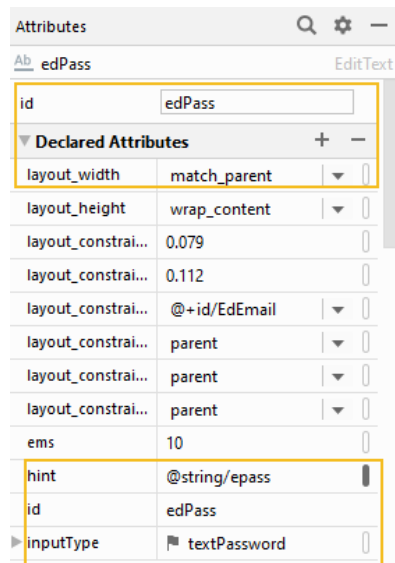 Attributes
Ab edPass EditText
id edPass
Declared Attributes
layout_width match_parent
layout_height wrap_content
layout_constrai... 0.079
layout_constrai... 0.112
layout_constrai... @+id/EdEmail
layout_constrai... parent
layout_constrai... parent
layout_constrai... parent
ems 10
hint @string/epass
id edPass
inputType textPassword